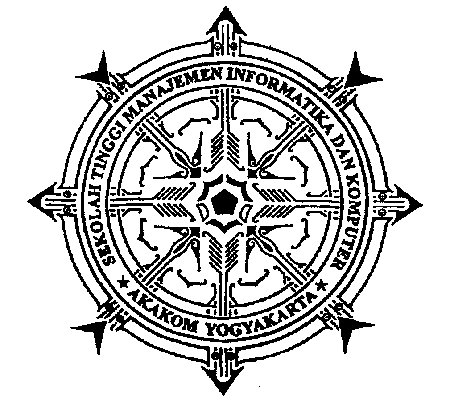 SEKOLAH TINGGI MANAJEMEN INFORMATIKA DAN KOMPUTER
★ AKAKOM YOGYAKARTA ★